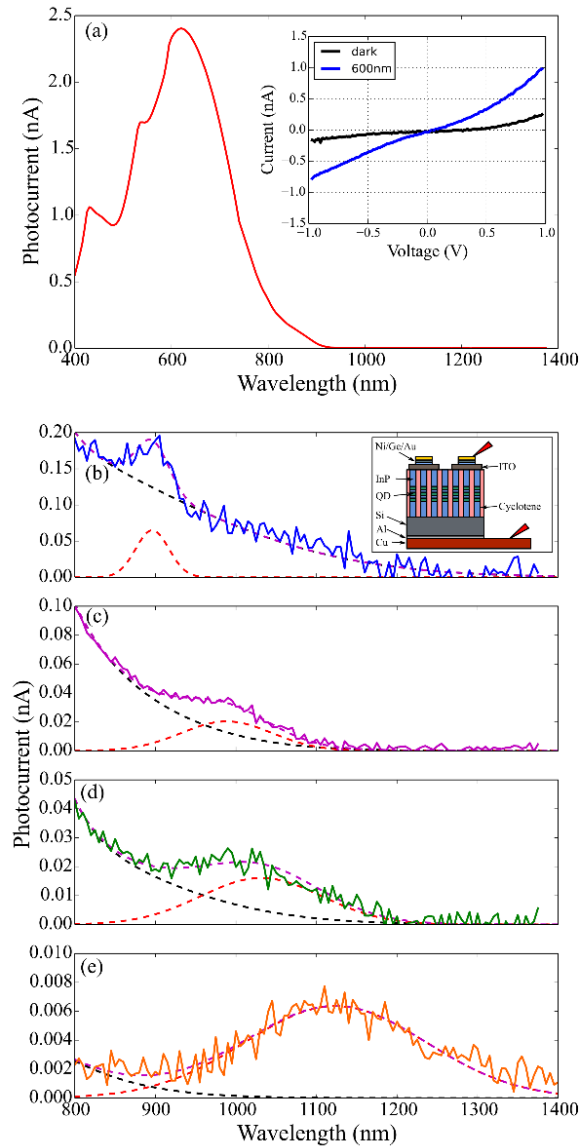 (a)
Photocurrent (nA)
2.5
2.0
1.5
1.0
0.5
0.0
400
600
800
1000
1200
1400
Wavelength (nm)
dark
600nm
Current (nA)
1.5
1.0
0.5
0.0
−0.5
−1.0
−1.5
−1.0
−0.5
0.0
0.5
1.0
Voltage (V)
(b)
0.20
0.15
0.10
0.05
0.00
Ni/Ge/Au
ITO
InP
QD
Cyclotene
Si
Al
Cu
(c)
0.10
0.08
0.06
0.04
0.02
0.00
Photocurrent (nA)
(d)
0.05
0.04
0.03
0.02
0.01
0.00
(e)
0.010
0.008
0.006
0.004
0.002
0.000
800
900
1000
1100
1200
1300
1400
Wavelength (nm)